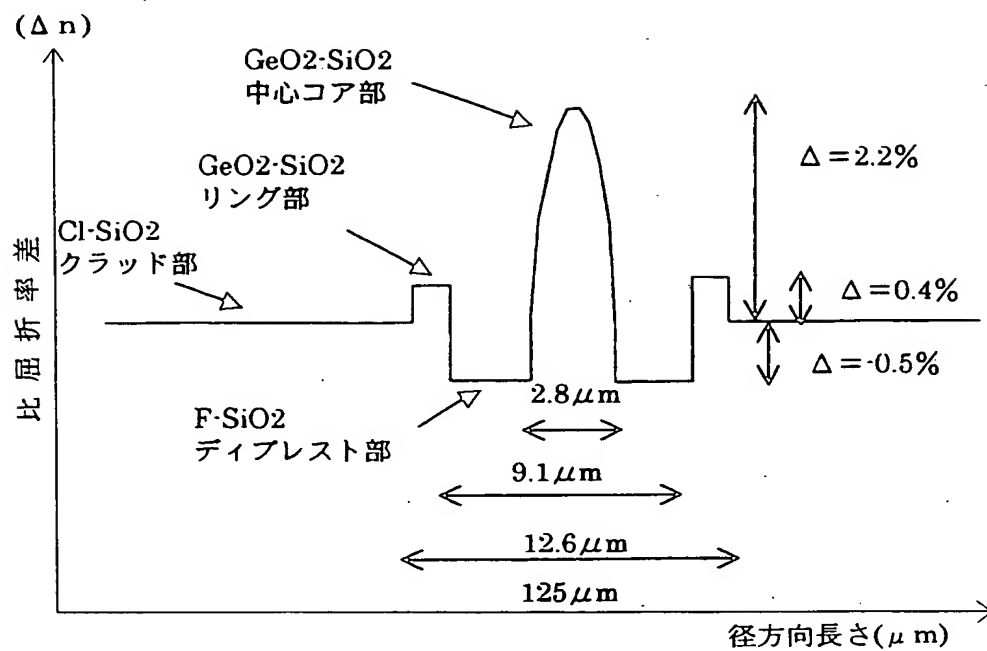 (Δ n)
GeO2·SiO2
中心コア部
GeO2·SiO2
リング部
Cl-SiO2
クラッド部
比屈折率差
Δ＝2.2%
Δ＝0.4%
Δ＝-0.5%
F-SiO2
ディプレスト部
2.8μm
9.1μm
12.6μm
125μm
径方向長さ(μ m)